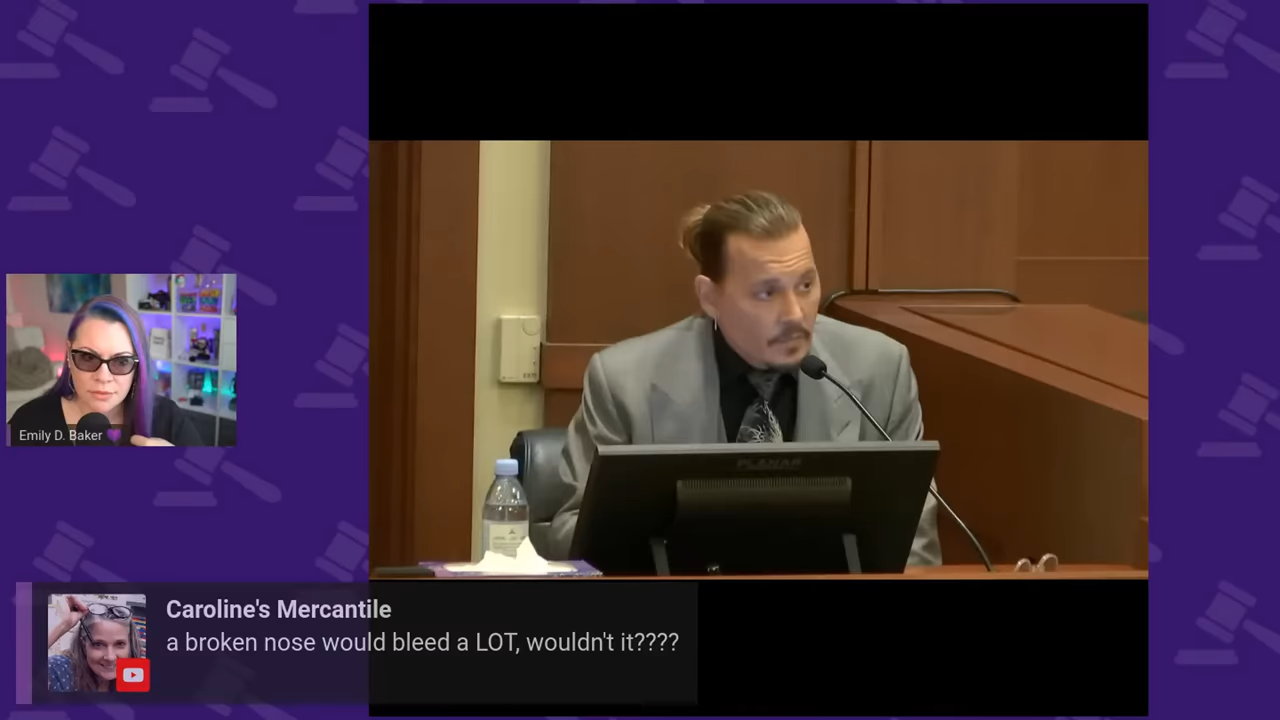 PLANAR
Emily D. Baker 💜
Caroline's Mercantile
a broken nose would bleed a LOT, wouldn't it????